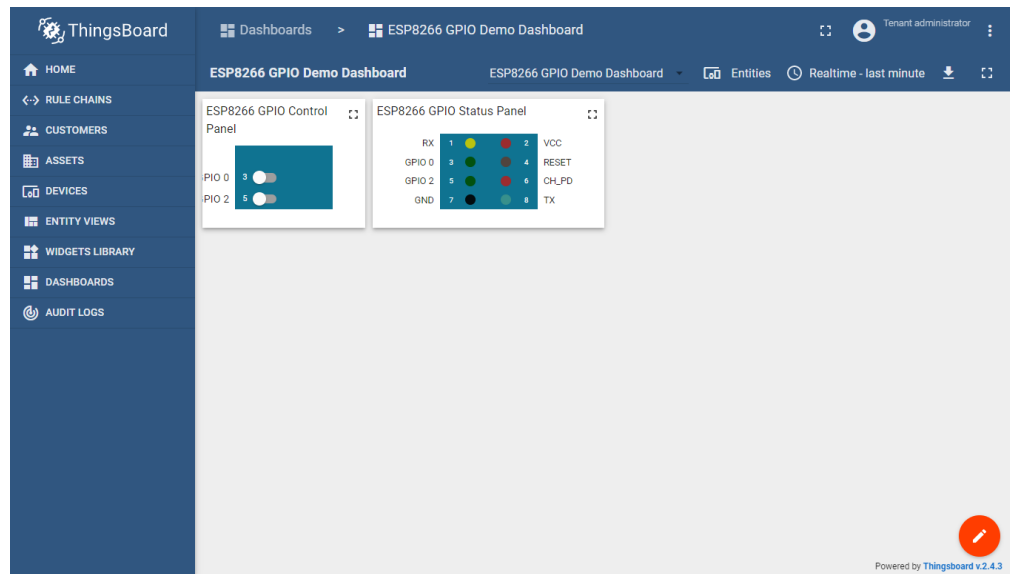 ThingsBoard
Dashboards > ESP8266 GPIO Demo Dashboard
Tenant administrator
HOME
RULE CHAINS
CUSTOMERS
ASSETS
DEVICES
ENTITY VIEWS
WIDGETS LIBRARY
DASHBOARDS
AUDIT LOGS
ESP8266 GPIO Demo Dashboard
ESP8266 GPIO Demo Dashboard
Entities
Realtime - last minute
ESP8266 GPIO Control
Panel
PIO 0 3
PIO 2 5
ESP8266 GPIO Status Panel
RX 1 2 VCC
GPIO 0 3 4 RESET
GPIO 2 5 6 CH_PD
GND 7 8 TX
Powered by Thingsboard v.2.4.3